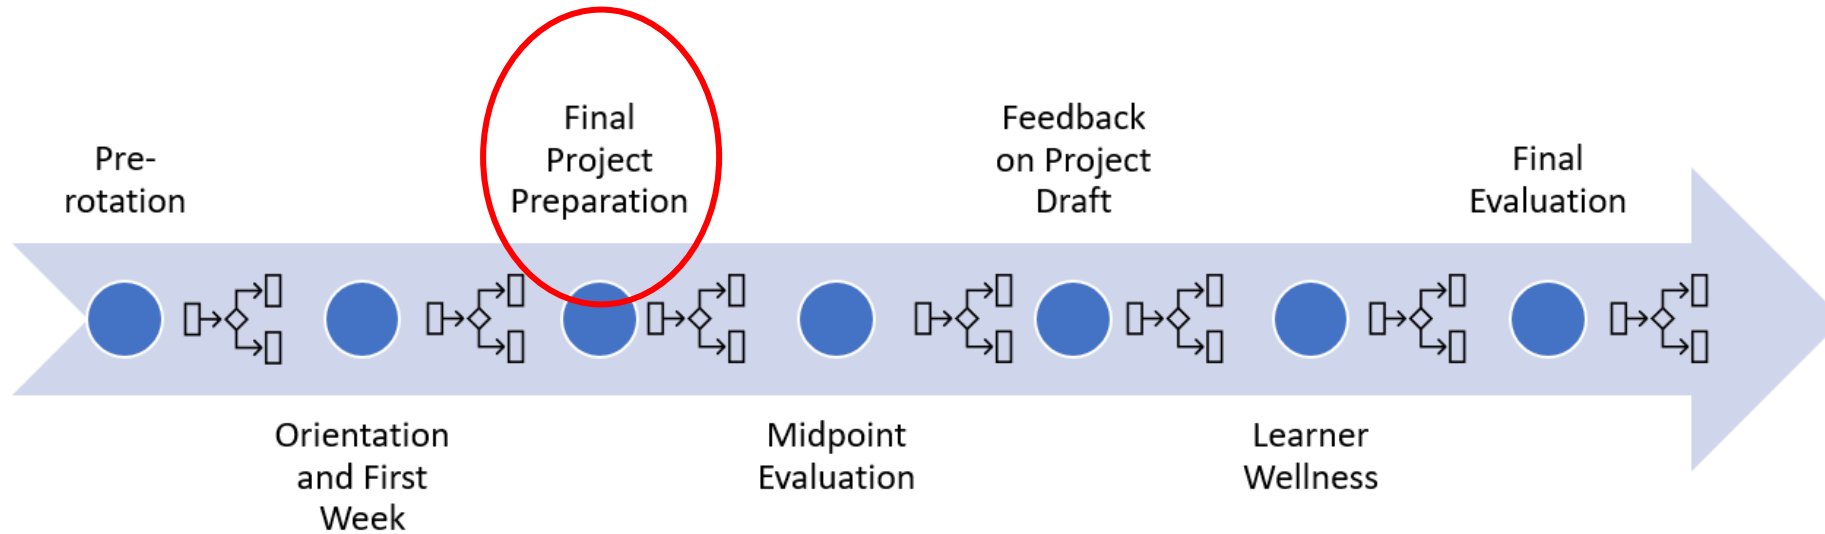 Pre-
rotation
Orientation
and First
Week
Final
Project
Preparation
Midpoint
Evaluation
Feedback
on Project
Draft
Learner
Wellness
Final
Evaluation